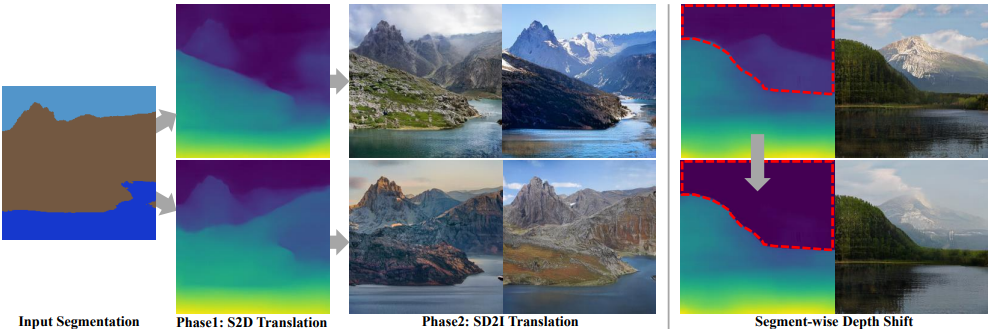 Input Segmentation
Phase1: S2D Translation
Phase2: SD2I Translation
Segment-wise Depth Shift